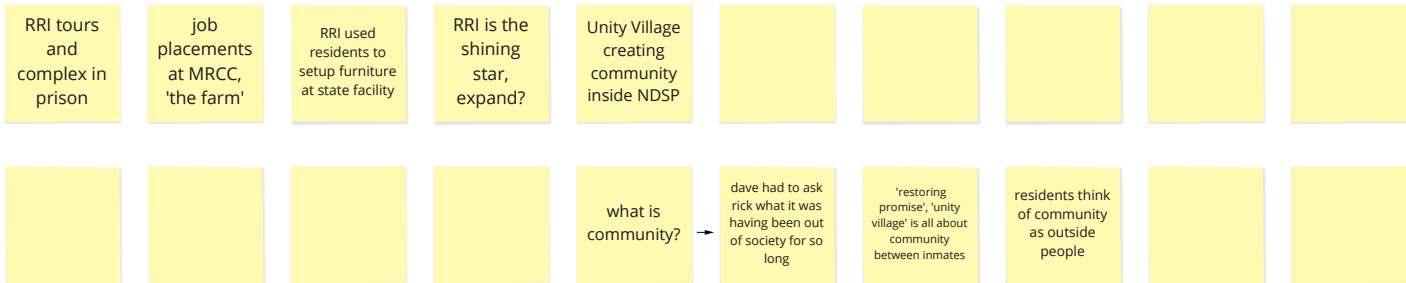 RRI tours
and
complex in
prison
job
placements
at MRCC,
'the farm'
RRI used
residents to
setup furniture
at state facility
RRI is the
shining
star,
expand?
Unity Village
creating
community
inside NDSP
what is
community?
dave had to ask
rick what it was
having been out
of society for so
long
'restoring
promise', 'unity
village' is all about
community
between inmates
residents think
of community
as outside
people